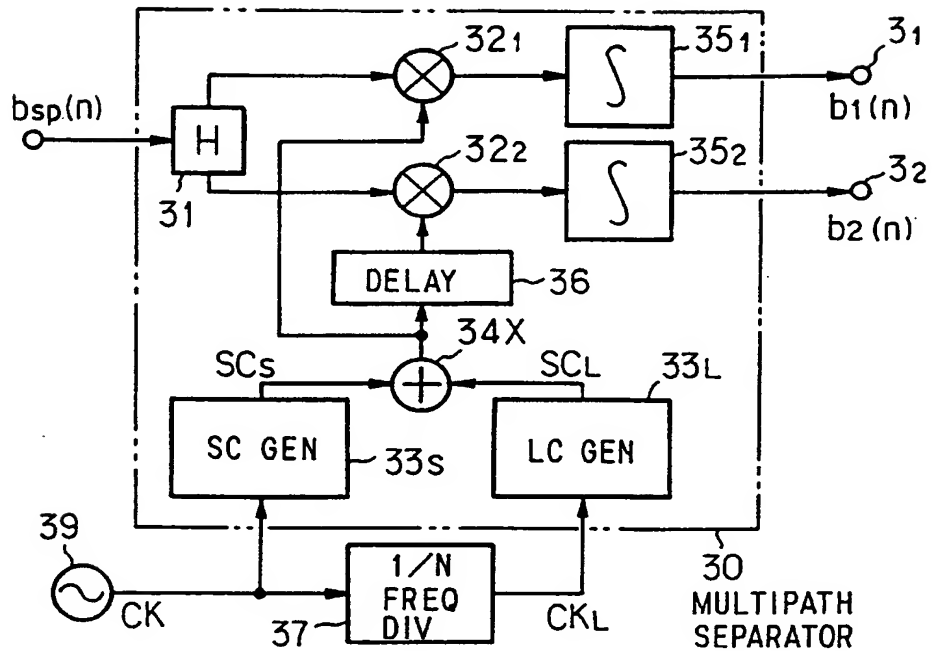 32₁
35₁
3₁
bsp(n)
b1(n)
H
32₂
35₂
3₂
31
b2(n)
DELAY
36
34X
SCS
SCL
33L
SC GEN
33S
LC GEN
39
CK
1/N
FREQ
DIV
37
CKL
30
MULTIPATH
SEPARATOR